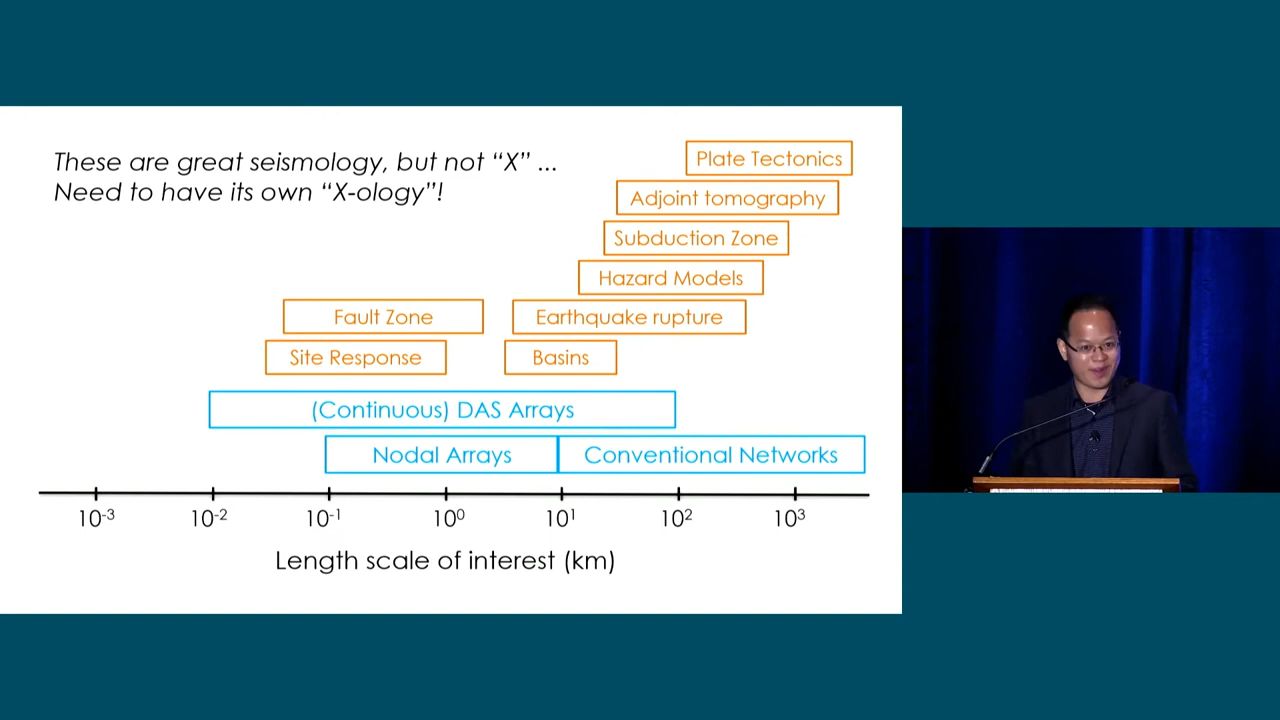 These are great seismology, but not “X” ...
Need to have its own “X-ology”!
Plate Tectonics
Adjoint tomography
Subduction Zone
Hazard Models
Fault Zone
Earthquake rupture
Site Response
Basins
(Continuous) DAS Arrays
Nodal Arrays
Conventional Networks
10-3
10-2
10-1
100
101
102
103
Length scale of interest (km)